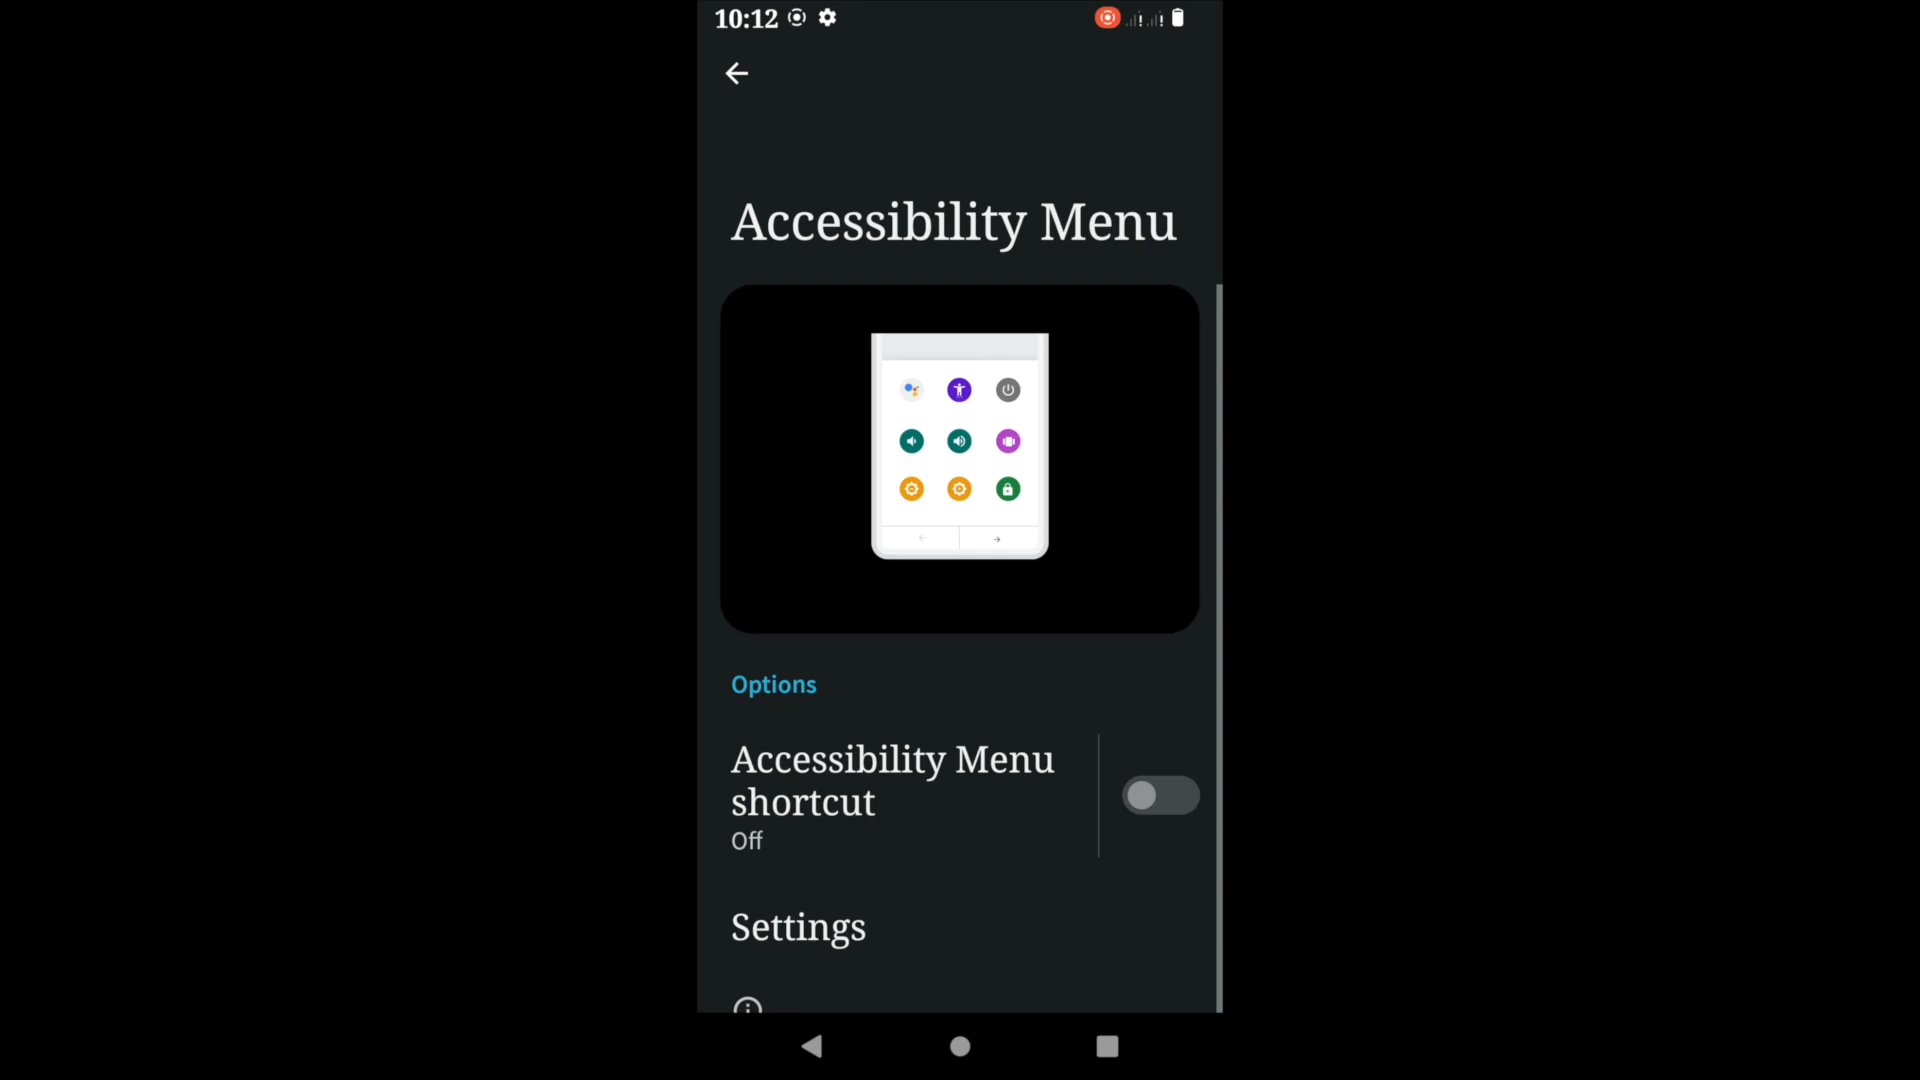 10:12
Accessibility Menu
Options
Accessibility Menu
shortcut
Off
Settings